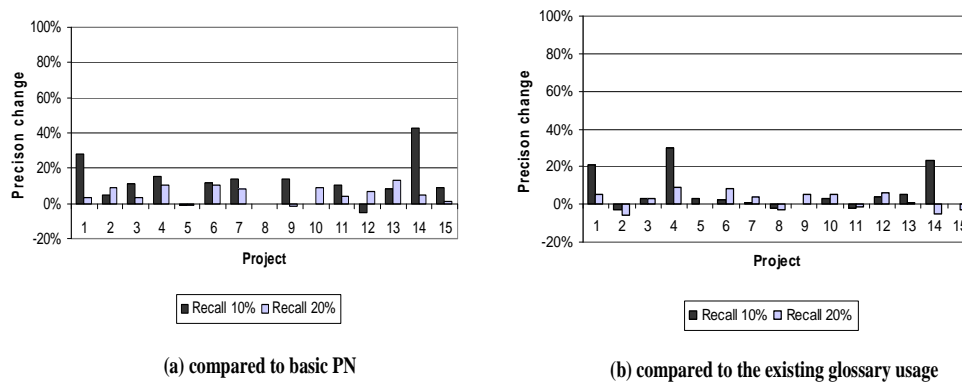 100%
80%
60%
40%
20%
0%
-20%
Precison change
1 2 3 4 5 6 7 8 9 10 11 12 13 14 15
Project
Recall 10% Recall 20%
(a) compared to basic PN
100%
80%
60%
40%
20%
0%
-20%
Precison change
1 2 3 4 5 6 7 8 9 10 11 12 13 14 15
Project
Recall 10% Recall 20%
(b) compared to the existing glossary usage